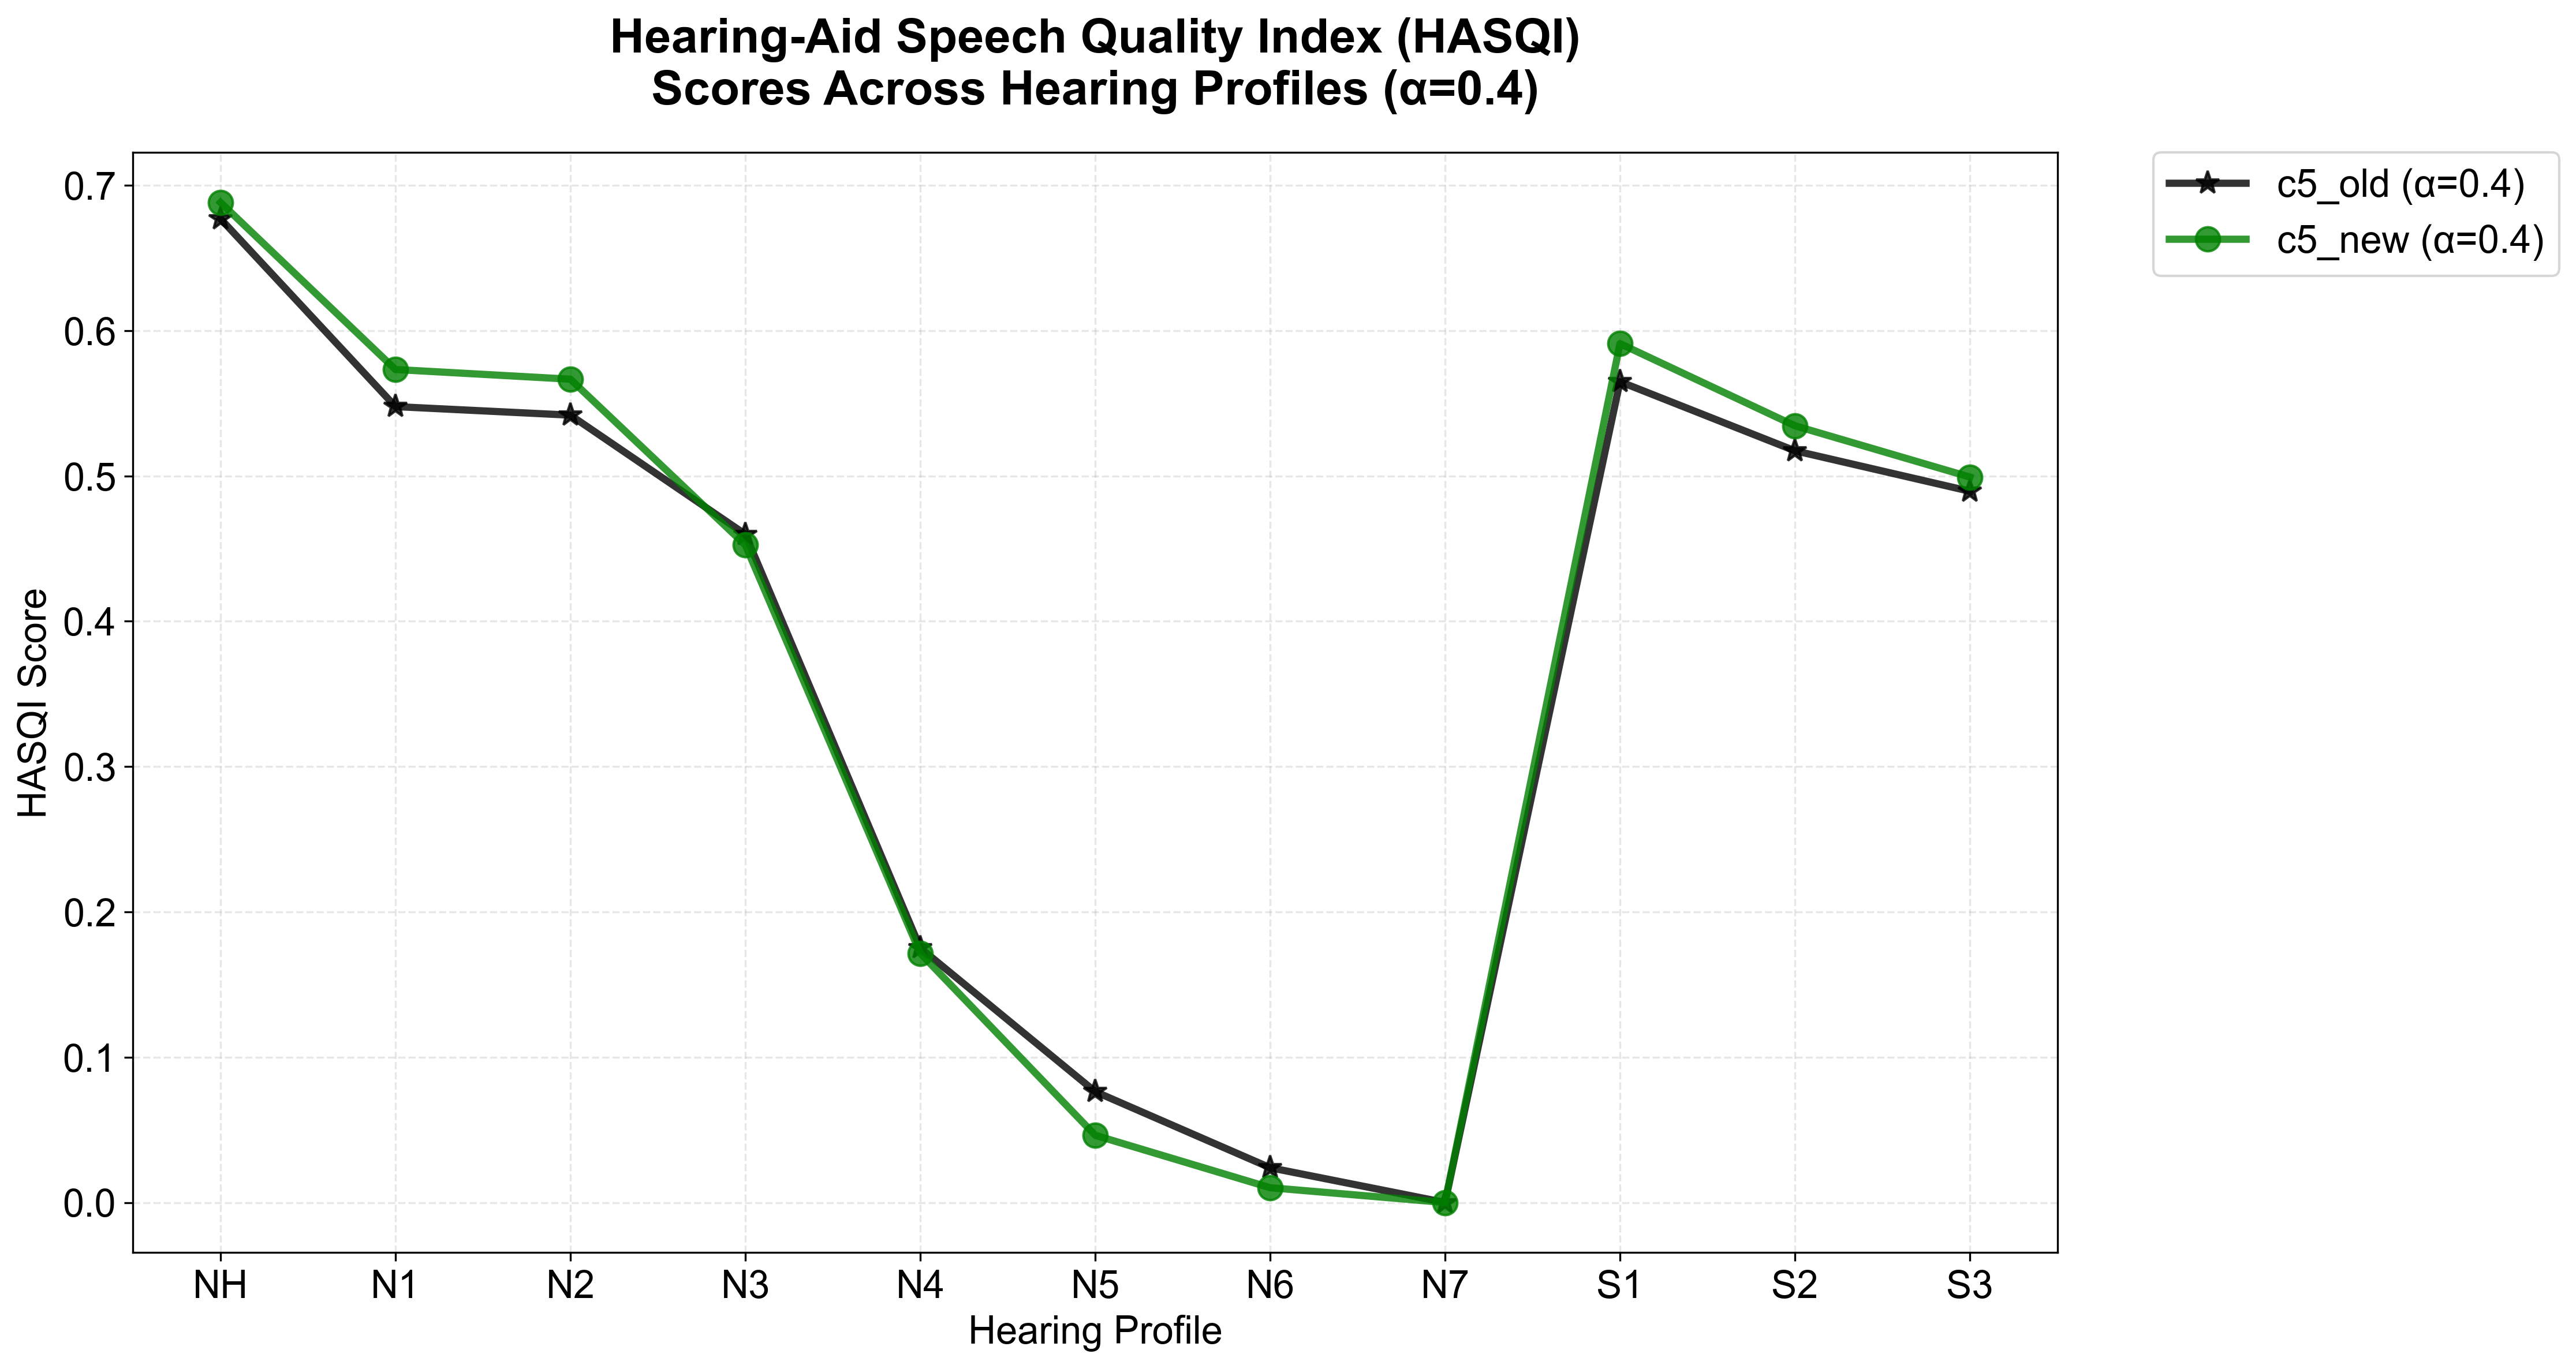 Hearing-Aid Speech Quality Index (HASQI)
Scores Across Hearing Profiles (α=0.4)
c5_old (α=0.4)
c5_new (α=0.4)
HASQI Score
0.7
0.6
0.5
0.4
0.3
0.2
0.1
0.0
NH N1 N2 N3 N4 N5 N6 N7 S1 S2 S3
Hearing Profile